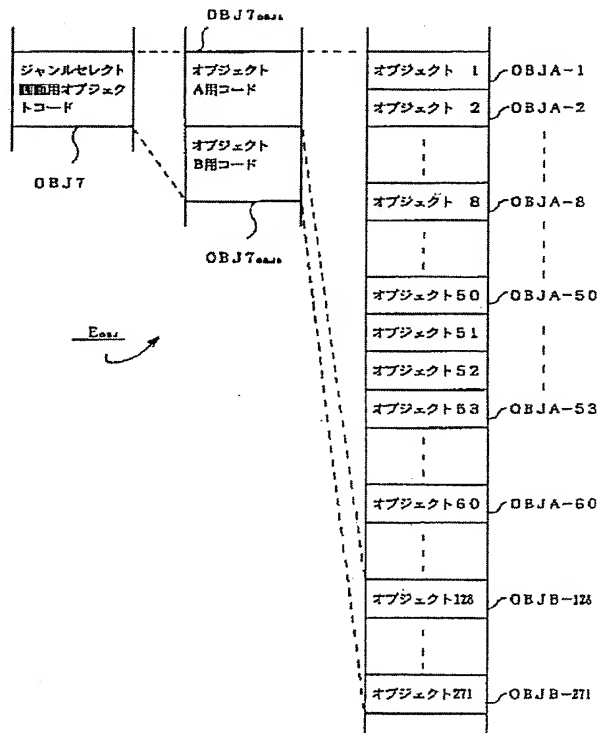 OBJ7
ジャンルセレクト
画面用オブジェク
トコード
OBJ7
オブジェクト
A用コード
オブジェクト
B用コード
OBJ7
オブジェクト 1
OBJA-1
オブジェクト 2
OBJA-2
オブジェクト 8
OBJA-8
オブジェクト50
OBJA-50
オブジェクト51
オブジェクト52
オブジェクト53
OBJA-53
オブジェクト60
OBJA-60
オブジェクト128
OBJB-128
オブジェクト271
OBJB-271